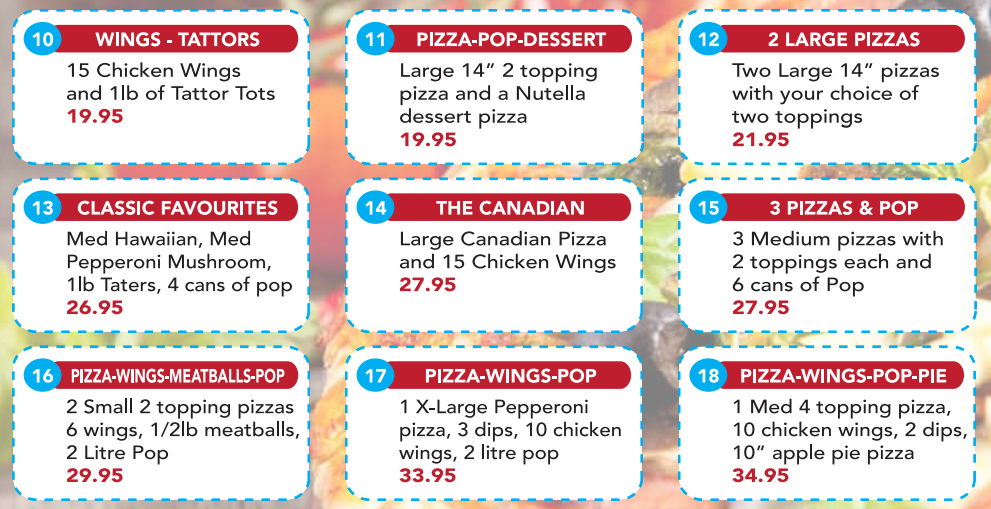 10 WINGS - TATTORS
15 Chicken Wings
and 1lb of Tattor Tots
19.95
11 PIZZA-POP-DESSERT
Large 14” 2 topping
pizza and a Nutella
dessert pizza
19.95
12 2 LARGE PIZZAS
Two Large 14” pizzas
with your choice of
two toppings
21.95
13 CLASSIC FAVOURITES
Med Hawaiian, Med
Pepperoni Mushroom,
1lb Taters, 4 cans of pop
26.95
14 THE CANADIAN
Large Canadian Pizza
and 15 Chicken Wings
27.95
15 3 PIZZAS & POP
3 Medium pizzas with
2 toppings each and
6 cans of Pop
27.95
16 PIZZA-WINGS-MEATBALLS-POP
2 Small 2 topping pizzas
6 wings, 1/2lb meatballs,
2 Litre Pop
29.95
17 PIZZA-WINGS-POP
1 X-Large Pepperoni
pizza, 3 dips, 10 chicken
wings, 2 litre pop
33.95
18 PIZZA-WINGS-POP-PIE
1 Med 4 topping pizza,
10 chicken wings, 2 dips,
10” apple pie pizza
34.95